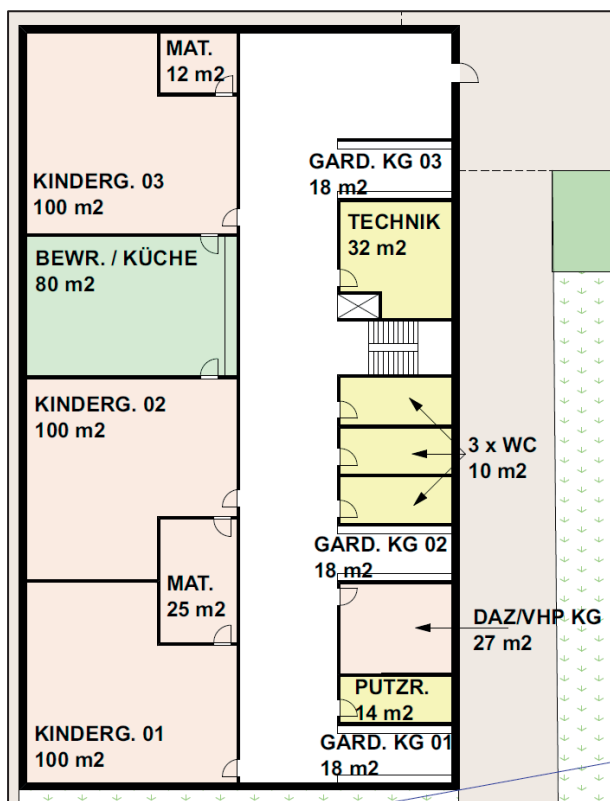 MAT.
12 m2
GARD. KG 03
18 m2
KINDERG. 03
100 m2
TECHNIK
32 m2
BEWR. / KÜCHE
80 m2
KINDERG. 02
100 m2
3 x WC
10 m2
GARD. KG 02
18 m2
MAT.
25 m2
DAZ/VHP KG
27 m2
PUTZR.
14 m2
KINDERG. 01
100 m2
GARD. KG 01
18 m2